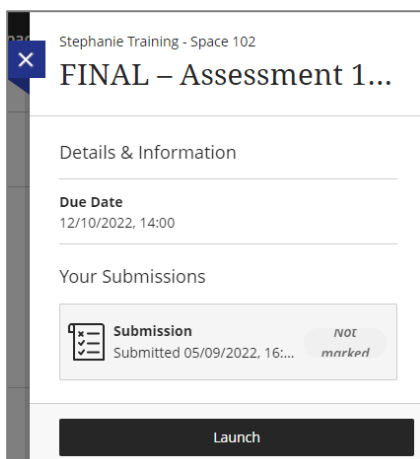 Stephanie Training - Space 102
FINAL – Assessment 1...
Details & Information
Due Date
12/10/2022, 14:00
Your Submissions
Submission
Submitted 05/09/2022, 16:...
Not
marked
Launch